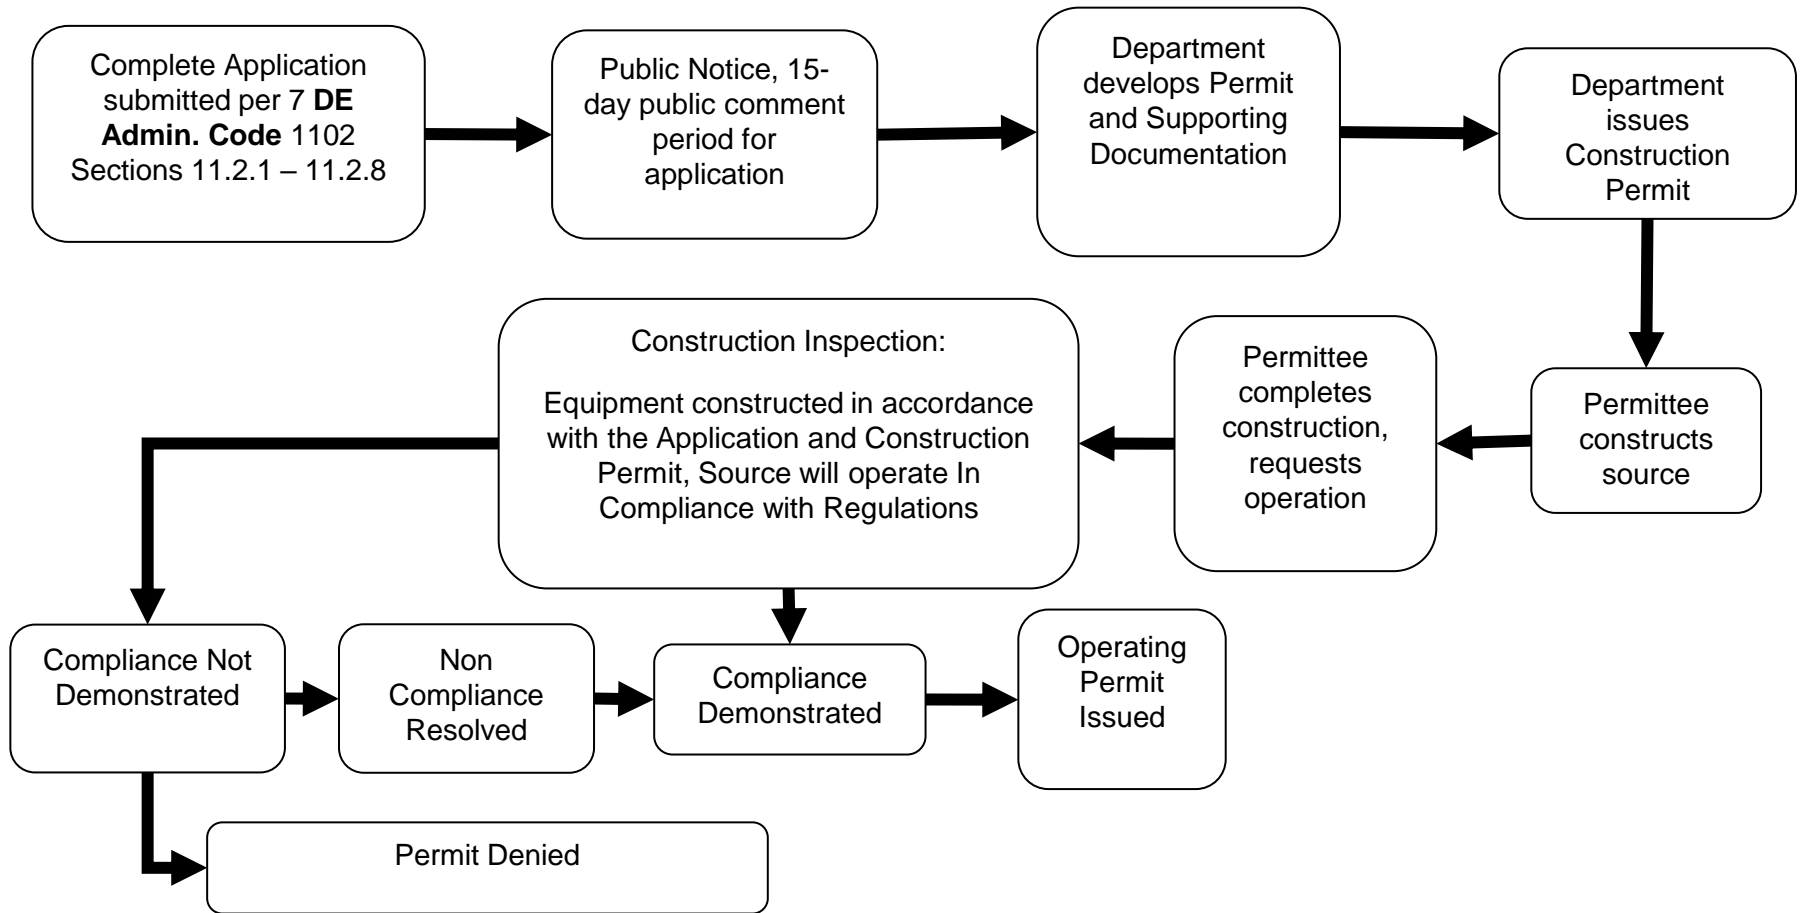 Complete Application
submitted per 7 DE
Admin. Code 1102
Sections 11.2.1 – 11.2.8
Public Notice, 15-
day public comment
period for
application
Department
develops Permit
and Supporting
Documentation
Department
issues
Construction
Permit
Permittee
constructs
source
Permittee
completes
construction,
requests
operation
Construction Inspection:
Equipment constructed in accordance
with the Application and Construction
Permit, Source will operate In
Compliance with Regulations
Compliance Not
Demonstrated
Non
Compliance
Resolved
Compliance
Demonstrated
Operating
Permit
Issued
Permit Denied